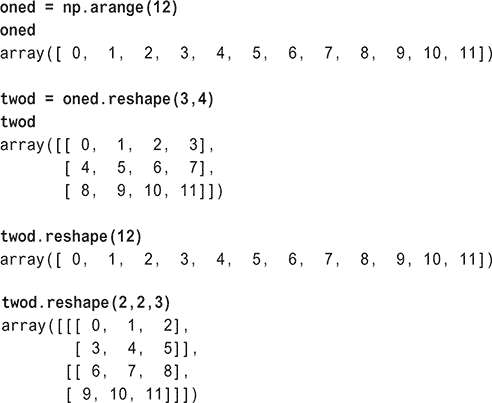 oned = np.arange(12)
oned
array([ 0, 1, 2, 3, 4, 5, 6, 7, 8, 9, 10, 11])
twod = oned.reshape(3,4)
twod
array([[ 0, 1, 2, 3],
[ 4, 5, 6, 7],
[ 8, 9, 10, 11]])
twod.reshape(12)
array([ 0, 1, 2, 3, 4, 5, 6, 7, 8, 9, 10, 11])
twod.reshape(2,2,3)
array([[[ 0, 1, 2],
[ 3, 4, 5]],
[[ 6, 7, 8],
[ 9, 10, 11]]])